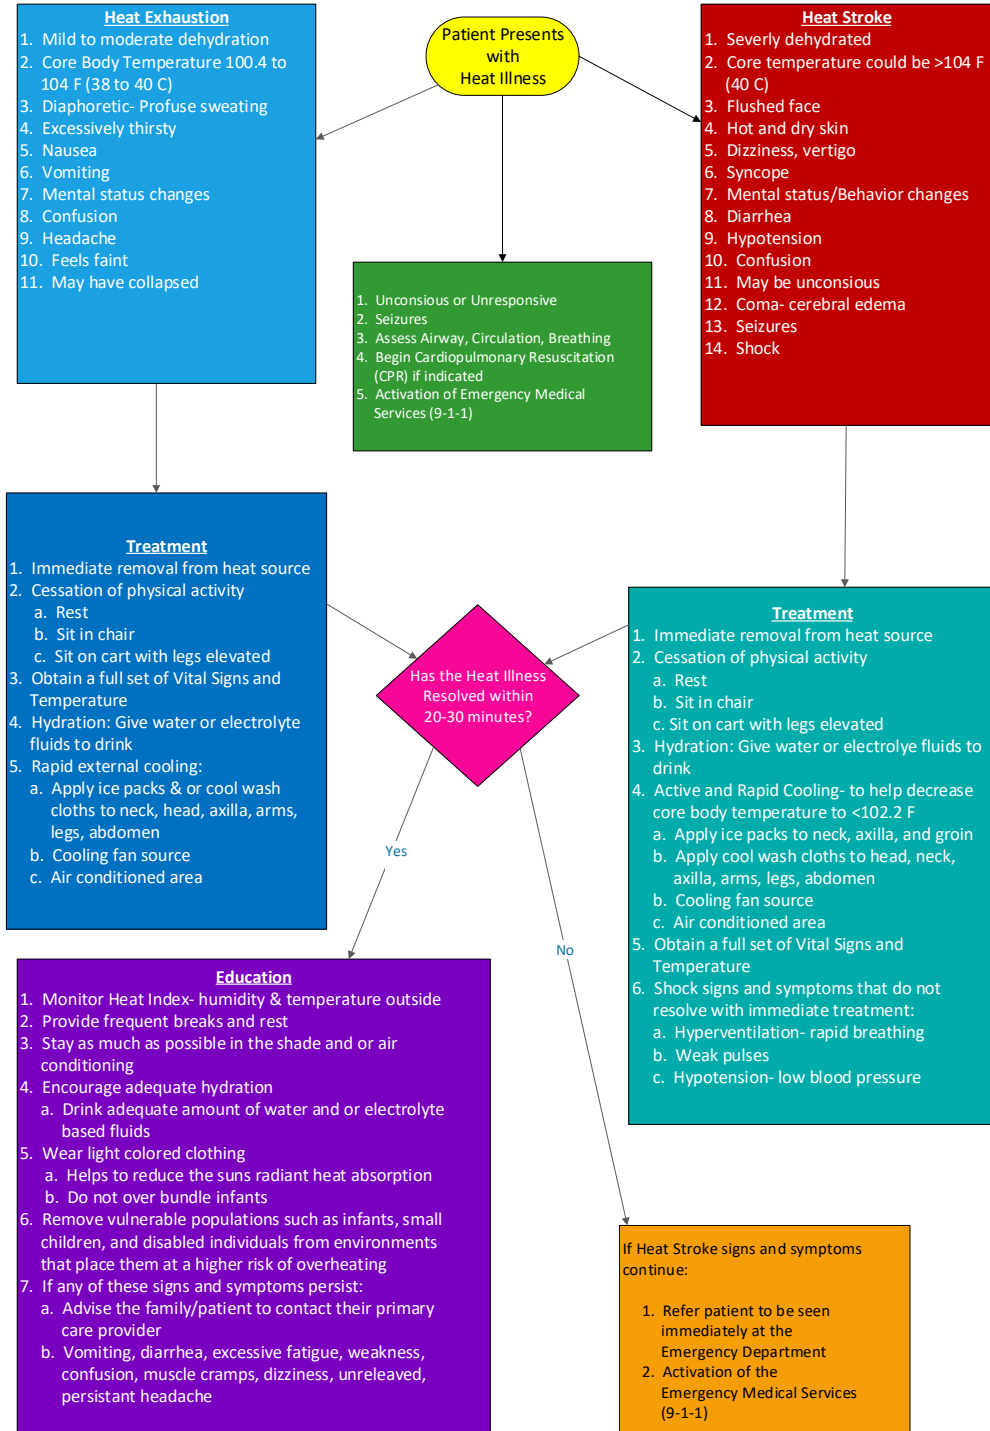 Heat Exhaustion
1. Mild to moderate dehydration
2. Core Body Temperature 100.4 to
104 F (38 to 40 C)
3. Diaphoretic- Profuse sweating
4. Excessively thirsty
5. Nausea
6. Vomiting
7. Mental status changes
8. Confusion
9. Headache
10. Feels faint
11. May have collapsed
Patient Presents
with
Heat Illness
Heat Stroke
1. Severly dehydrated
2. Core temperature could be >104 F
(40 C)
3. Flushed face
4. Hot and dry skin
5. Dizziness, vertigo
6. Syncope
7. Mental status/Behavior changes
8. Diarrhea
9. Hypotension
10. Confusion
11. May be unconsious
12. Coma- cerebral edema
13. Seizures
14. Shock
1. Unconsious or Unresponsive
2. Seizures
3. Assess Airway, Circulation, Breathing
4. Begin Cardiopulmonary Resuscitation
(CPR) if indicated
5. Activation of Emergency Medical
Services (9-1-1)
Treatment
1. Immediate removal from heat source
2. Cessation of physical activity
a. Rest
b. Sit in chair
c. Sit on cart with legs elevated
3. Obtain a full set of Vital Signs and
Temperature
4. Hydration: Give water or electrolyte
fluids to drink
5. Rapid external cooling:
a. Apply ice packs & or cool wash
cloths to neck, head, axilla, arms,
legs, abdomen
b. Cooling fan source
c. Air conditioned area
Has the Heat Illness
Resolved within
20-30 minutes?
Treatment
1. Immediate removal from heat source
2. Cessation of physical activity
a. Rest
b. Sit in chair
c. Sit on cart with legs elevated
3. Hydration: Give water or electrolye fluids to
drink
4. Active and Rapid Cooling- to help decrease
core body temperature to <102.2 F
a. Apply ice packs to neck, axilla, and groin
b. Apply cool wash cloths to head, neck,
axilla, arms, legs, abdomen
b. Cooling fan source
c. Air conditioned area
5. Obtain a full set of Vital Signs and
Temperature
6. Shock signs and symptoms that do not
resolve with immediate treatment:
a. Hyperventilation- rapid breathing
b. Weak pulses
c. Hypotension- low blood pressure
Yes
No
Education
1. Monitor Heat Index- humidity & temperature outside
2. Provide frequent breaks and rest
3. Stay as much as possible in the shade and or air
conditioning
4. Encourage adequate hydration
a. Drink adequate amount of water and or electrolyte
based fluids
5. Wear light colored clothing
a. Helps to reduce the suns radiant heat absorption
b. Do not over bundle infants
6. Remove vulnerable populations such as infants, small
children, and disabled individuals from environments
that place them at a higher risk of overheating
7. If any of these signs and symptoms persist:
a. Advise the family/patient to contact their primary
care provider
b. Vomiting, diarrhea, excessive fatigue, weakness,
confusion, muscle cramps, dizziness, unreleaved,
persistant headache
If Heat Stroke signs and symptoms
continue:
1. Refer patient to be seen
immediately at the
Emergency Department
2. Activation of the
Emergency Medical Services
(9-1-1)